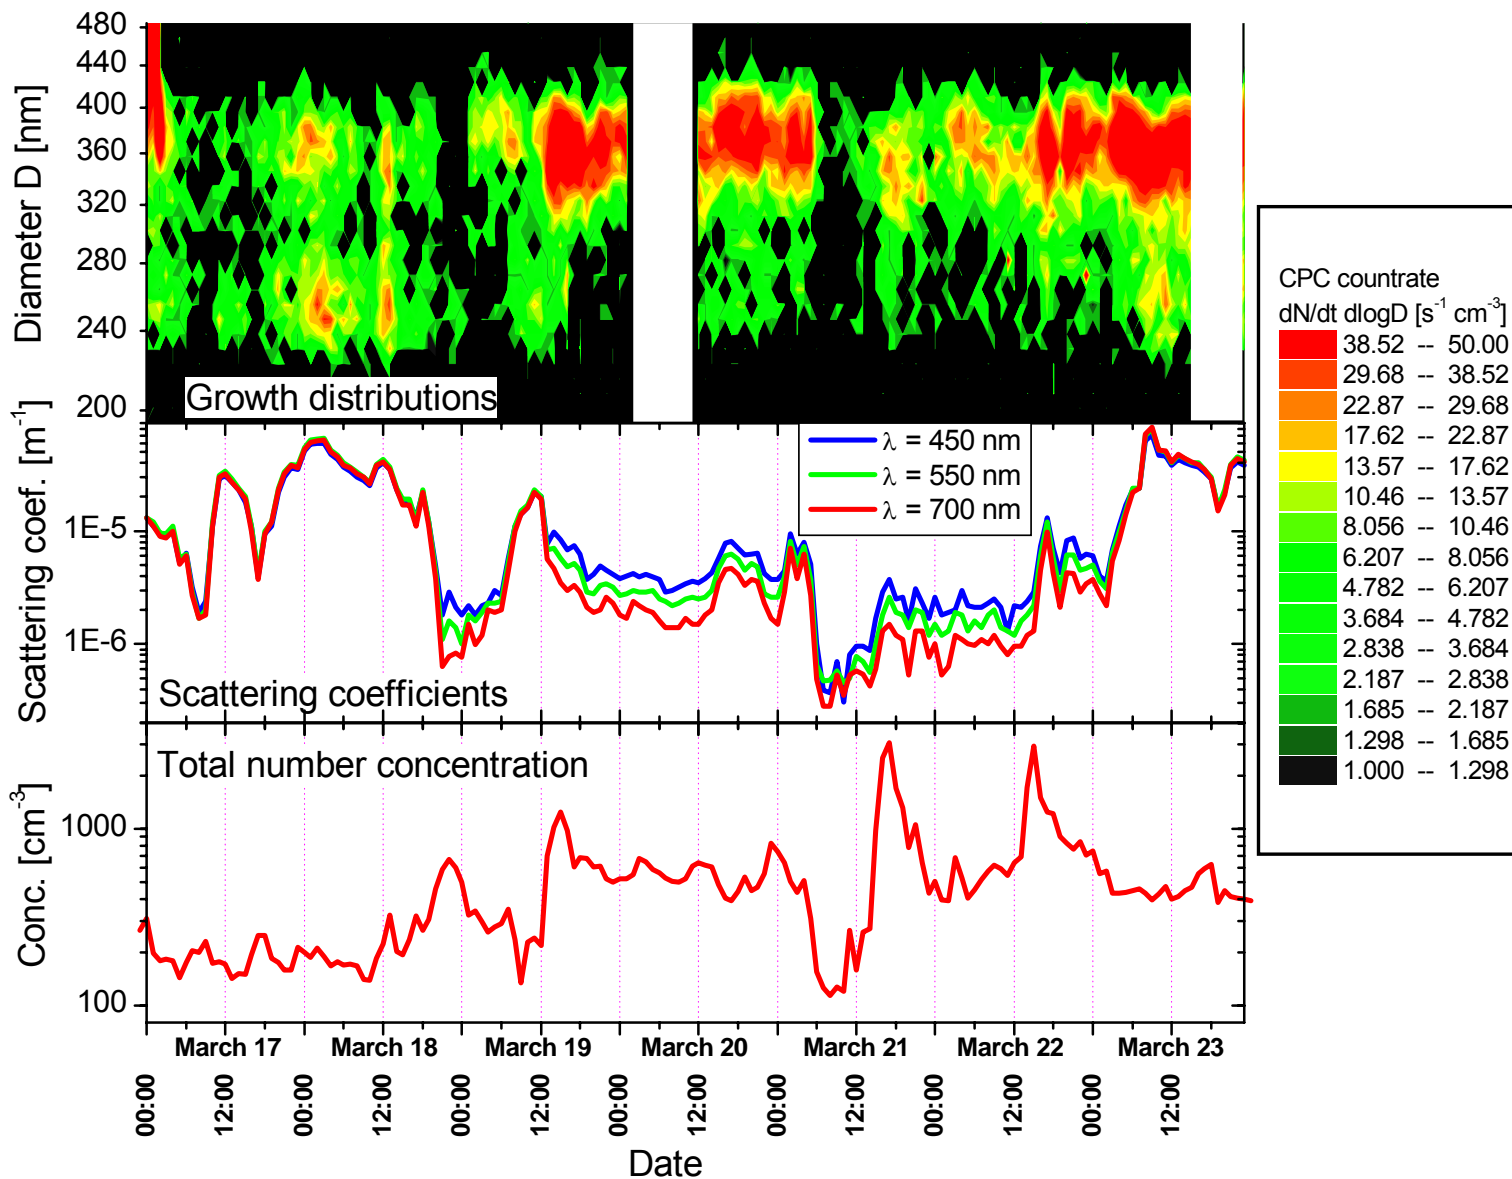 480
440
400
360
320
280
240
200
Diameter D [nm]
Growth distributions
CPC countrate
dN/dt dlogD [s⁻¹ cm⁻³]
38.52 -- 50.00
29.68 -- 38.52
22.87 -- 29.68
17.62 -- 22.87
13.57 -- 17.62
10.46 -- 13.57
8.056 -- 10.46
6.207 -- 8.056
4.782 -- 6.207
3.684 -- 4.782
2.838 -- 3.684
2.187 -- 2.838
1.685 -- 2.187
1.298 -- 1.685
1.000 -- 1.298
Scattering coef. [m⁻¹]
1E-5
1E-6
λ = 450 nm
λ = 550 nm
λ = 700 nm
Scattering coefficients
Conc. [cm⁻³]
1000
100
Total number concentration
March 17 March 18 March 19 March 20 March 21 March 22 March 23
00:00 12:00 00:00 12:00 00:00 12:00 00:00 12:00 00:00 12:00 00:00 12:00 00:00 12:00
Date